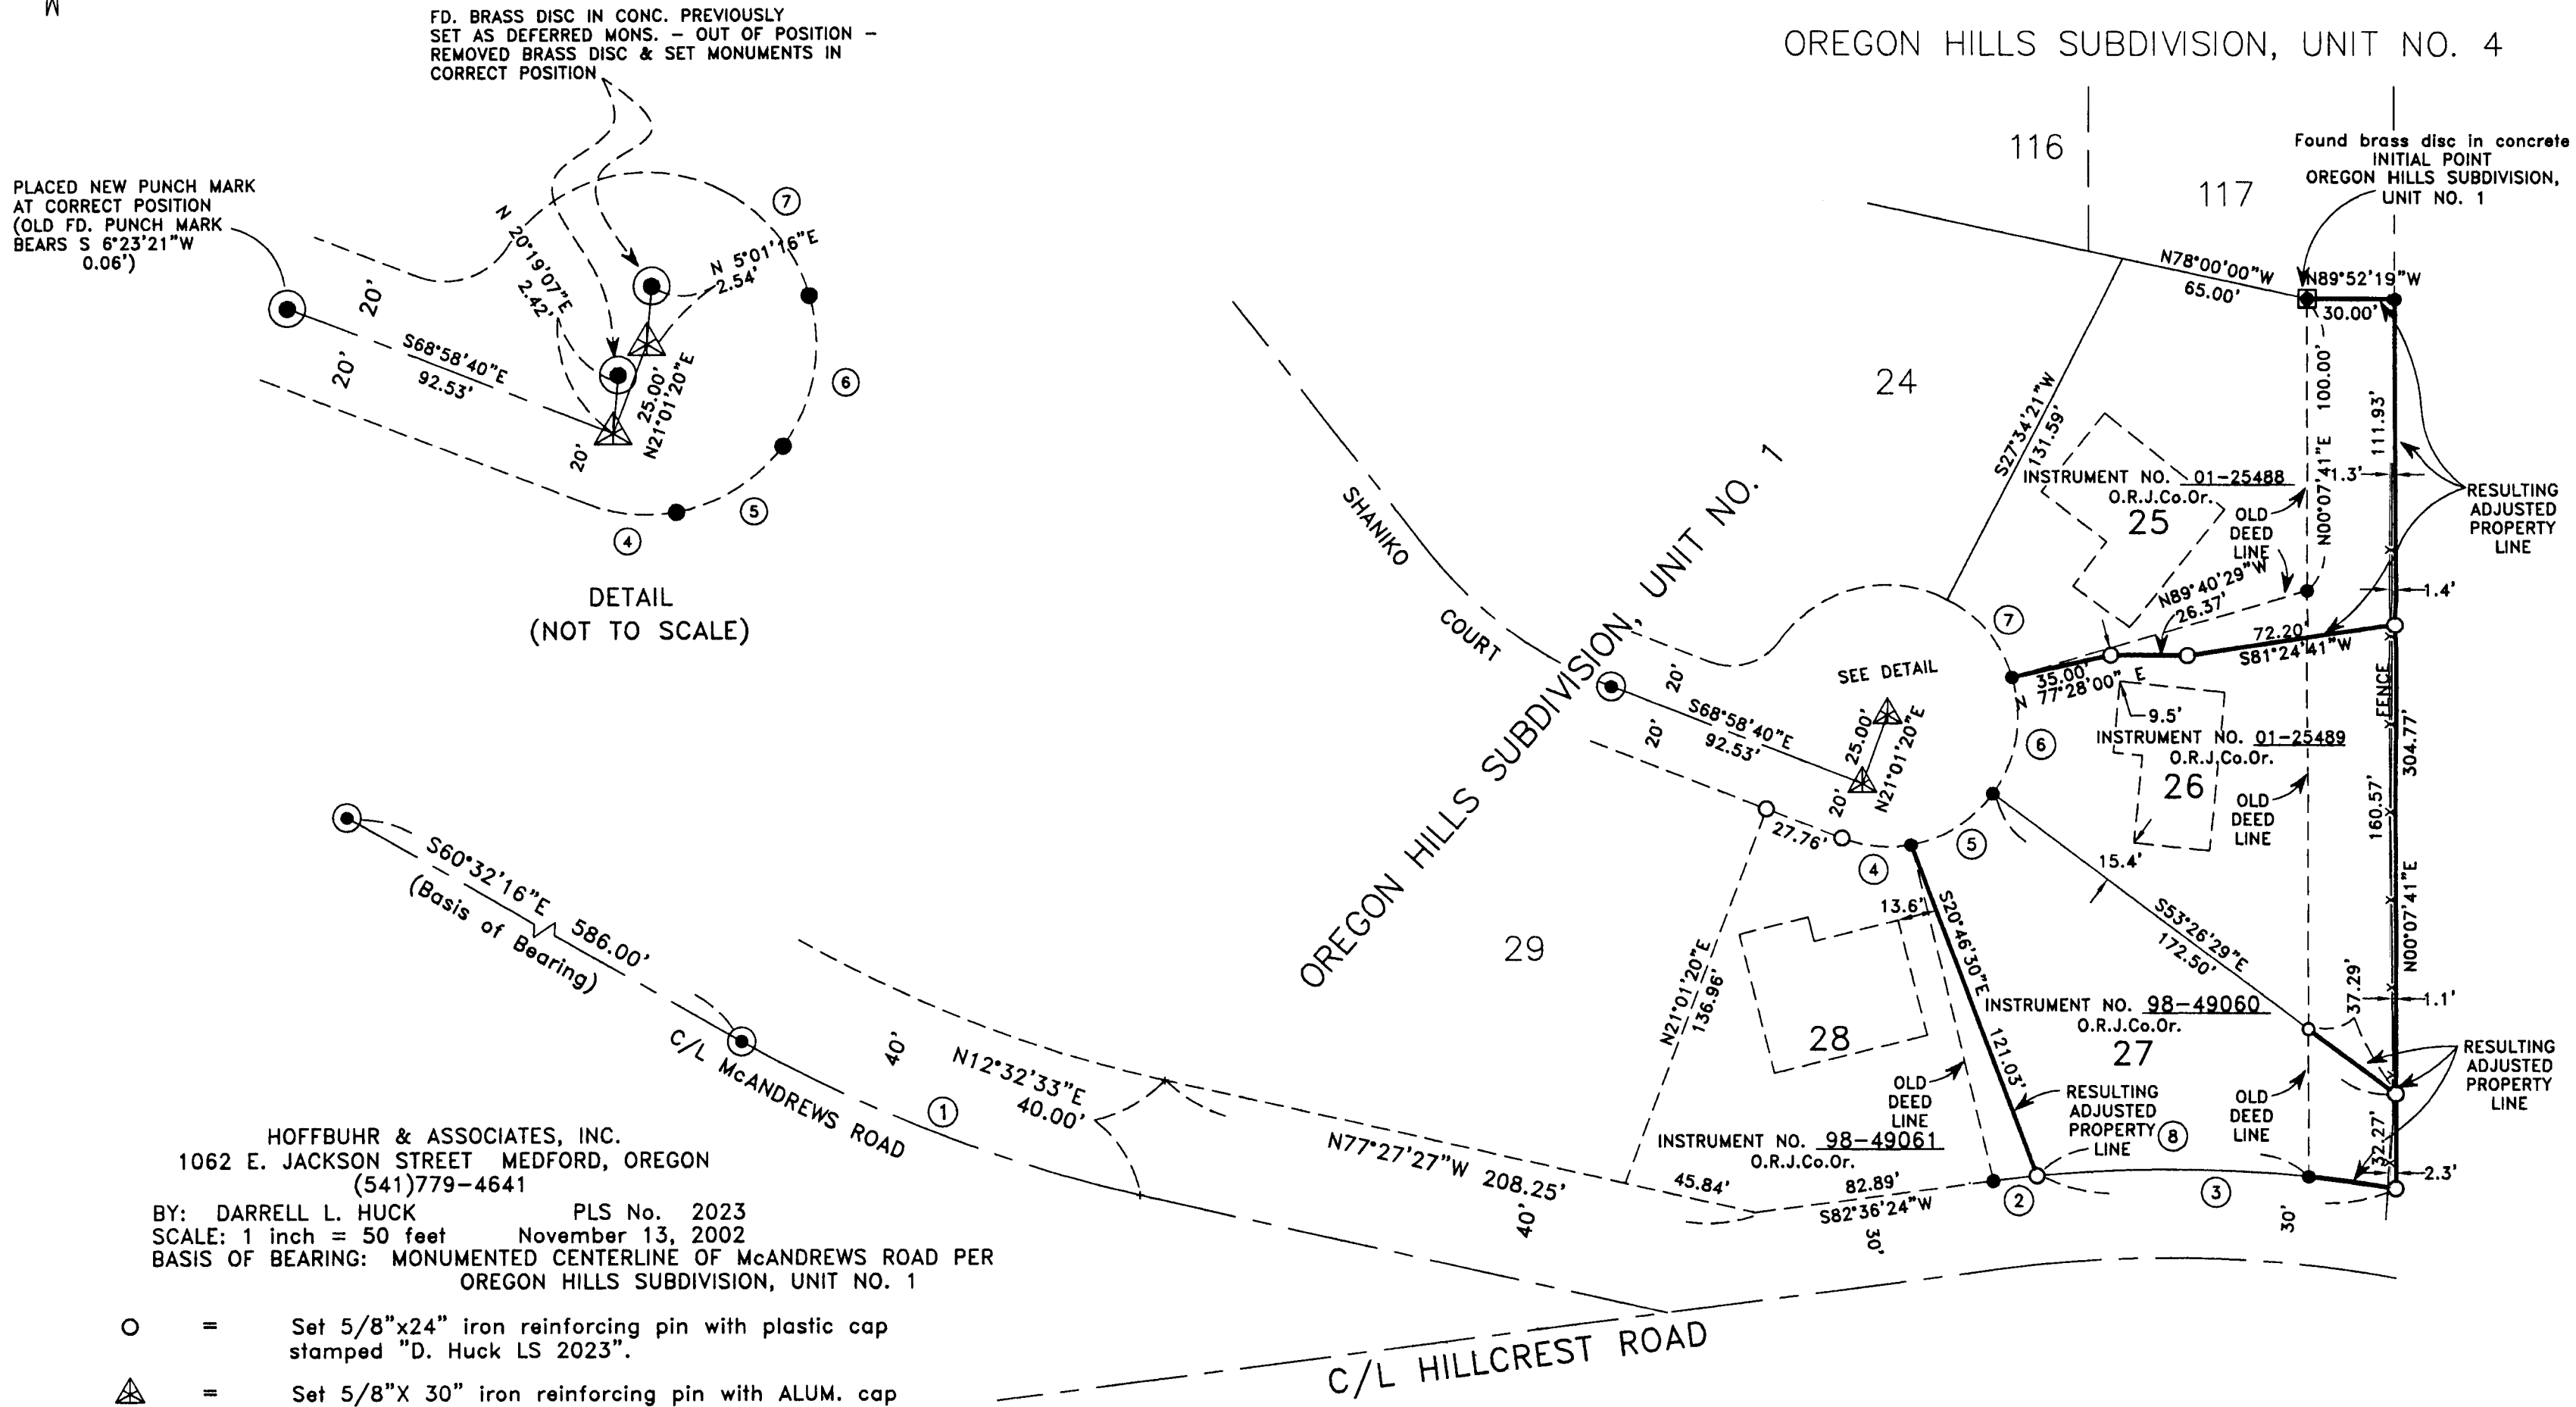 FD. BRASS DISC IN CONC. PREVIOUSLY
SET AS DEFERRED MONS. – OUT OF POSITION –
REMOVED BRASS DISC & SET MONUMENTS IN
CORRECT POSITION
PLACED NEW PUNCH MARK
AT CORRECT POSITION
(OLD FD. PUNCH MARK
BEARS S 6°23'21"W
0.06')
20'
20'
S68°58'40"E
92.53'
N 20°19'07"E
2.42'
N 5°01'16"E
2.54'
25.00'
N21°01'20"E
20'
7
6
5
4
DETAIL
(NOT TO SCALE)
OREGON HILLS SUBDIVISION, UNIT NO. 4
116
117
Found brass disc in concrete
INITIAL POINT
OREGON HILLS SUBDIVISION,
UNIT NO. 1
N78°00'00"W
65.00'
N89°52'19"W
30.00'
24
S27°34'21"W
131.59'
100.00'
N00°07'41"E
111.93'
INSTRUMENT NO. 01-25488
O.R.J.Co.Or.
25
1.3'
OLD
DEED
LINE
RESULTING
ADJUSTED
PROPERTY
LINE
N89°40'29"W
26.37'
1.4'
72.20'
S81°24'41"W
35.00'
N 77°28'00" E
SHANIKO
COURT
OREGON HILLS SUBDIVISION, UNIT NO. 1
20'
20'
S68°58'40"E
92.53'
SEE DETAIL
25.00'
N21°01'20"E
20'
27.76'
7
6
5
4
9.5'
INSTRUMENT NO. 01-25489
O.R.J.Co.Or.
26
OLD
DEED
LINE
FENCE
304.77'
160.57'
N00°07'41"E
15.4'
S53°26'29"E
172.50'
37.29'
1.1'
13.6'
S20°46'30"E
121.03'
INSTRUMENT NO. 98-49060
O.R.J.Co.Or.
27
28
29
N21°01'20"E
136.96'
OLD
DEED
LINE
RESULTING
ADJUSTED
PROPERTY
LINE
8
OLD
DEED
LINE
RESULTING
ADJUSTED
PROPERTY
LINE
32.27'
2.3'
INSTRUMENT NO. 98-49061
O.R.J.Co.Or.
45.84'
82.89'
S82°36'24"W
30'
2
3
30'
S60°32'16"E 586.00'
(Basis of Bearing)
C/L McANDREWS ROAD
1
40'
N12°32'33"E
40.00'
N77°27'27"W 208.25'
40'
C/L HILLCREST ROAD
HOFFBUHR & ASSOCIATES, INC.
1062 E. JACKSON STREET MEDFORD, OREGON
(541)779–4641
BY: DARRELL L. HUCK PLS No. 2023
SCALE: 1 inch = 50 feet November 13, 2002
BASIS OF BEARING: MONUMENTED CENTERLINE OF McANDREWS ROAD PER
OREGON HILLS SUBDIVISION, UNIT NO. 1
= Set 5/8"x24" iron reinforcing pin with plastic cap
stamped "D. Huck LS 2023".
= Set 5/8"X 30" iron reinforcing pin with ALUM. cap